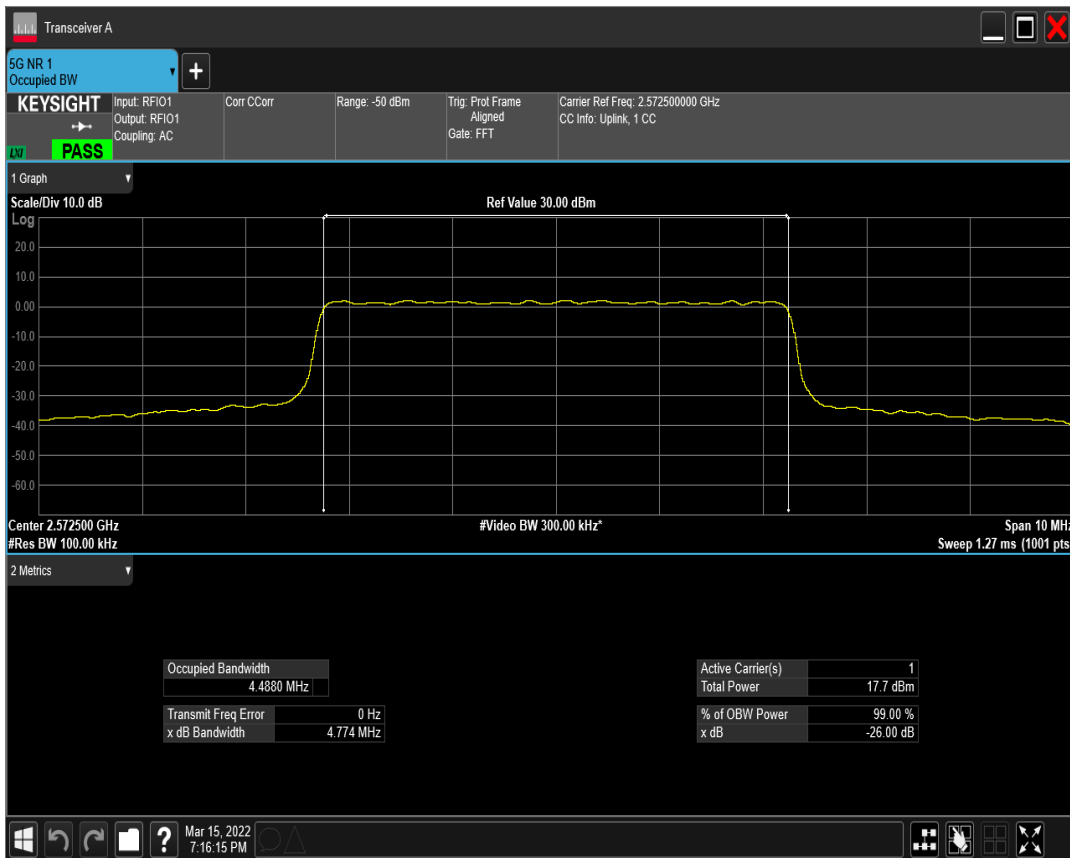 Transceiver A
5G NR 1
Occupied BW
KEYSIGHT
LXI
PASS
Input: RFIO1
Output: RFIO1
Coupling: AC
Corr CCorr
Range: -50 dBm
Trig: Prot Frame
Aligned
Gate: FFT
Carrier Ref Freq: 2.572500000 GHz
CC Info: Uplink, 1 CC
1 Graph
Scale/Div 10.0 dB
Ref Value 30.00 dBm
Log
20.0
10.0
0.00
-10.0
-20.0
-30.0
-40.0
-50.0
-60.0
Center 2.572500 GHz
#Video BW 300.00 kHz*
Span 10 MHz
#Res BW 100.00 kHz
Sweep 1.27 ms (1001 pts
2 Metrics
Occupied Bandwidth
4.4880 MHz
Transmit Freq Error 0 Hz
x dB Bandwidth 4.774 MHz
Active Carrier(s) 1
Total Power 17.7 dBm
% of OBW Power 99.00 %
x dB -26.00 dB
?
Mar 15, 2022
7:16:15 PM